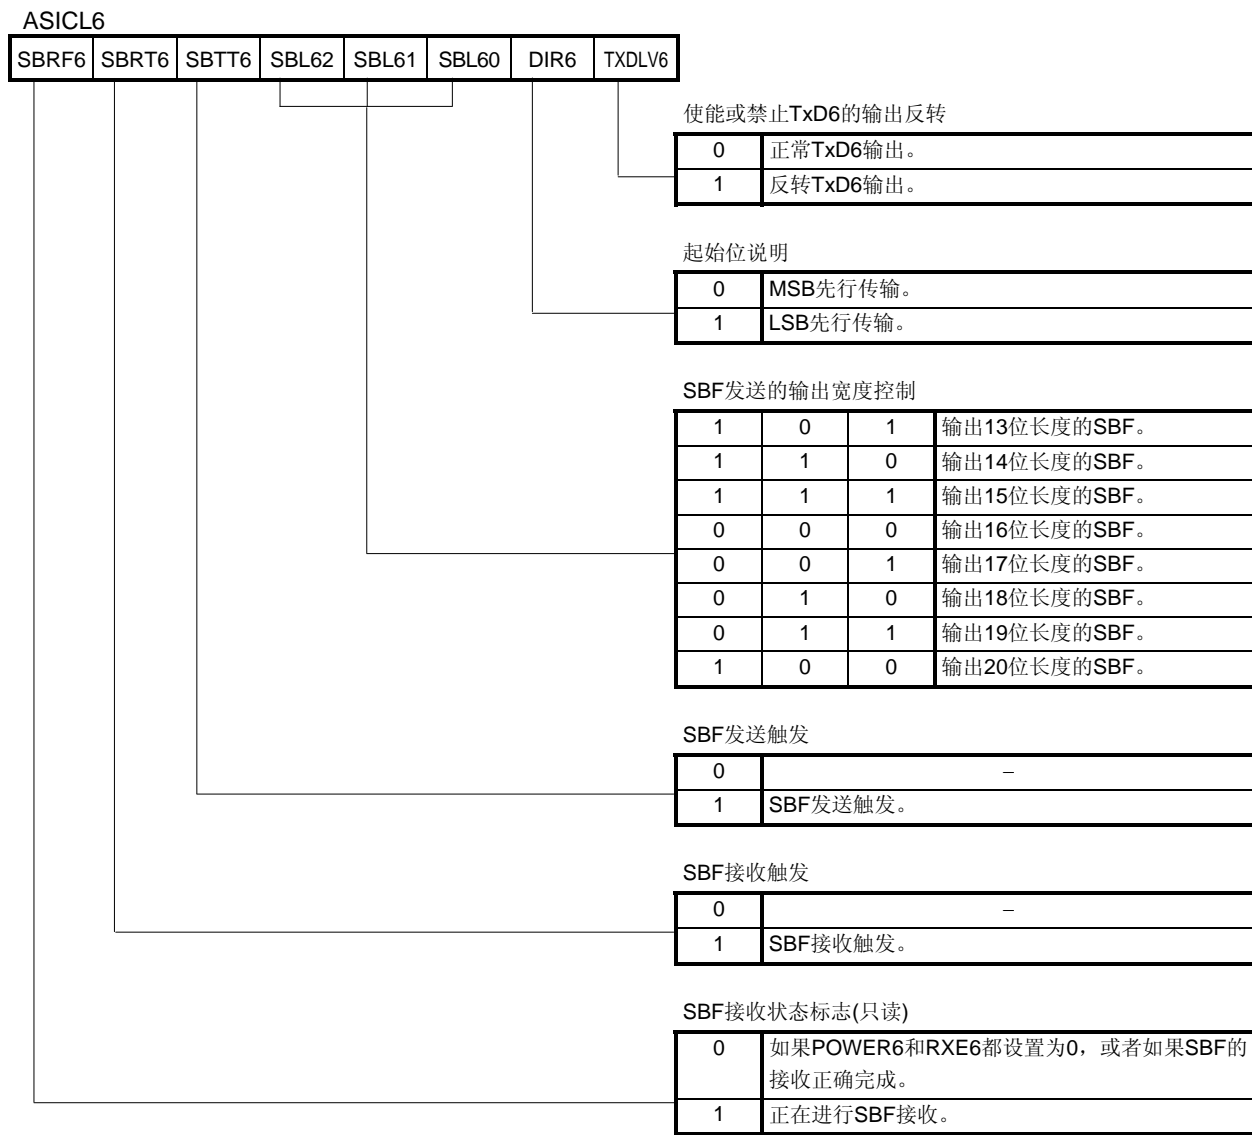 ASICL6
SBRF6 SBRT6 SBTT6 SBL62 SBL61 SBL60 DIR6 TXDLV6
使能或禁止TxD6的输出反转
0 正常TxD6输出。
1 反转TxD6输出。
起始位说明
0 MSB先行传输。
1 LSB先行传输。
SBF发送的输出宽度控制
1 0 1 输出13位长度的SBF。
1 1 0 输出14位长度的SBF。
1 1 1 输出15位长度的SBF。
0 0 0 输出16位长度的SBF。
0 0 1 输出17位长度的SBF。
0 1 0 输出18位长度的SBF。
0 1 1 输出19位长度的SBF。
1 0 0 输出20位长度的SBF。
SBF发送触发
0 –
1 SBF发送触发。
SBF接收触发
0 –
1 SBF接收触发。
SBF接收状态标志(只读)
0 如果POWER6和RXE6都设置为0，或者如果SBF的
接收正确完成。
1 正在进行SBF接收。